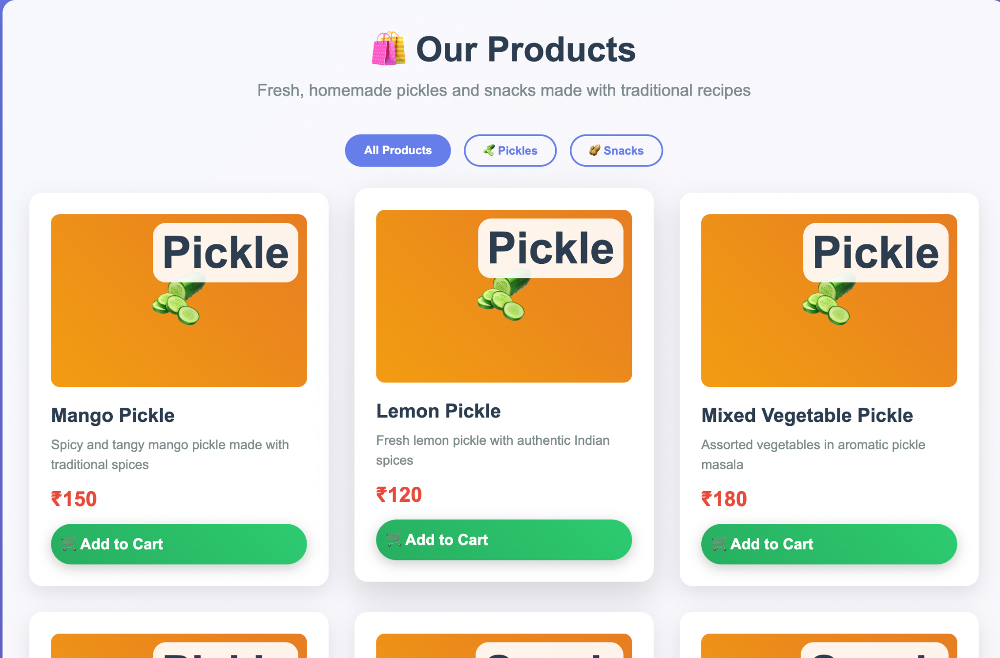 Our Products
Fresh, homemade pickles and snacks made with traditional recipes
All Products
Pickles
Snacks
Pickle
Mango Pickle
Spicy and tangy mango pickle made with
traditional spices
₹150
Add to Cart
Pickle
Lemon Pickle
Fresh lemon pickle with authentic Indian
spices
₹120
Add to Cart
Pickle
Mixed Vegetable Pickle
Assorted vegetables in aromatic pickle
masala
₹180
Add to Cart